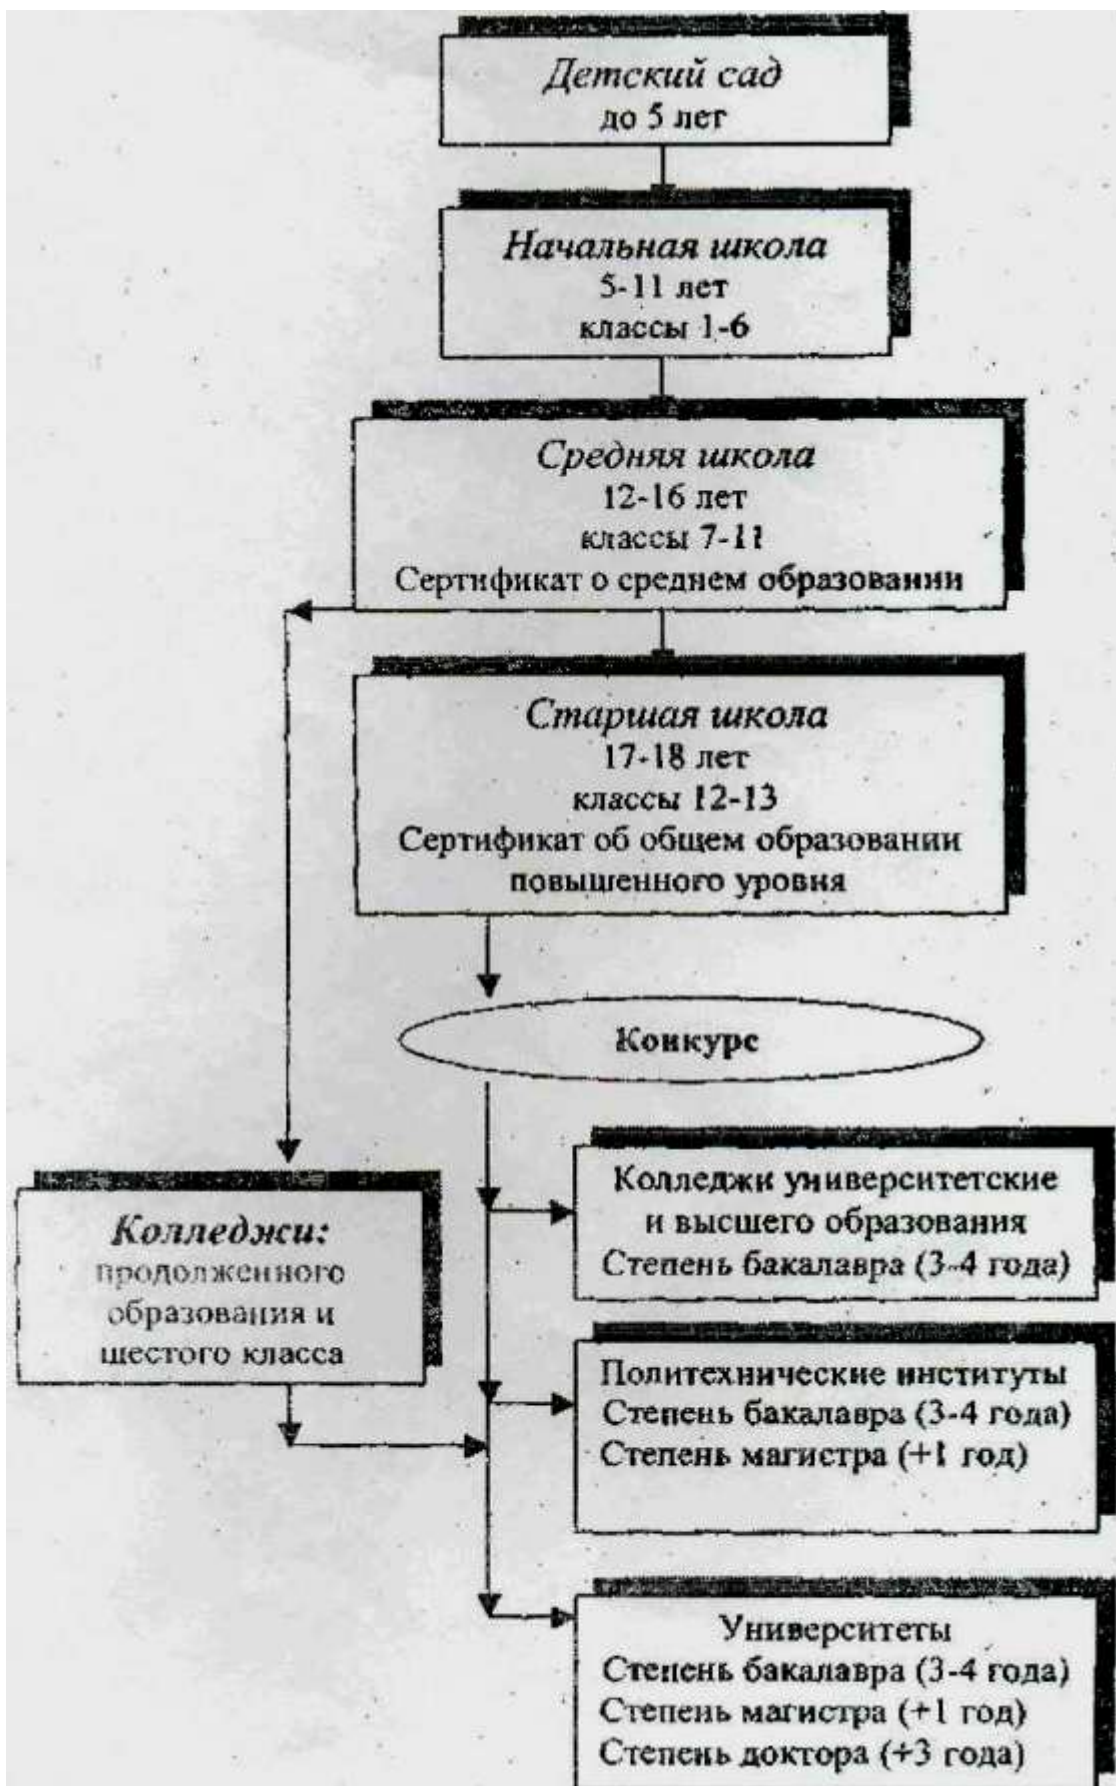 Детский сад
до 5 лет
Начальная школа
5-11 лет
классы 1-6
Средняя школа
12-16 лет
классы 7-11
Сертификат о среднем образовании
Старшая школа
17-18 лет
классы 12-13
Сертификат об общем образовании
повышенного уровня
Конкурс
Колледжи:
продолженного
образования и
шестого класса
Колледжи университетские
и высшего образования
Степень бакалавра (3-4 года)
Политехнические институты
Степень бакалавра (3-4 года)
Степень магистра (+1 год)
Университеты
Степень бакалавра (3-4 года)
Степень магистра (+1 год)
Степень доктора (+3 года)